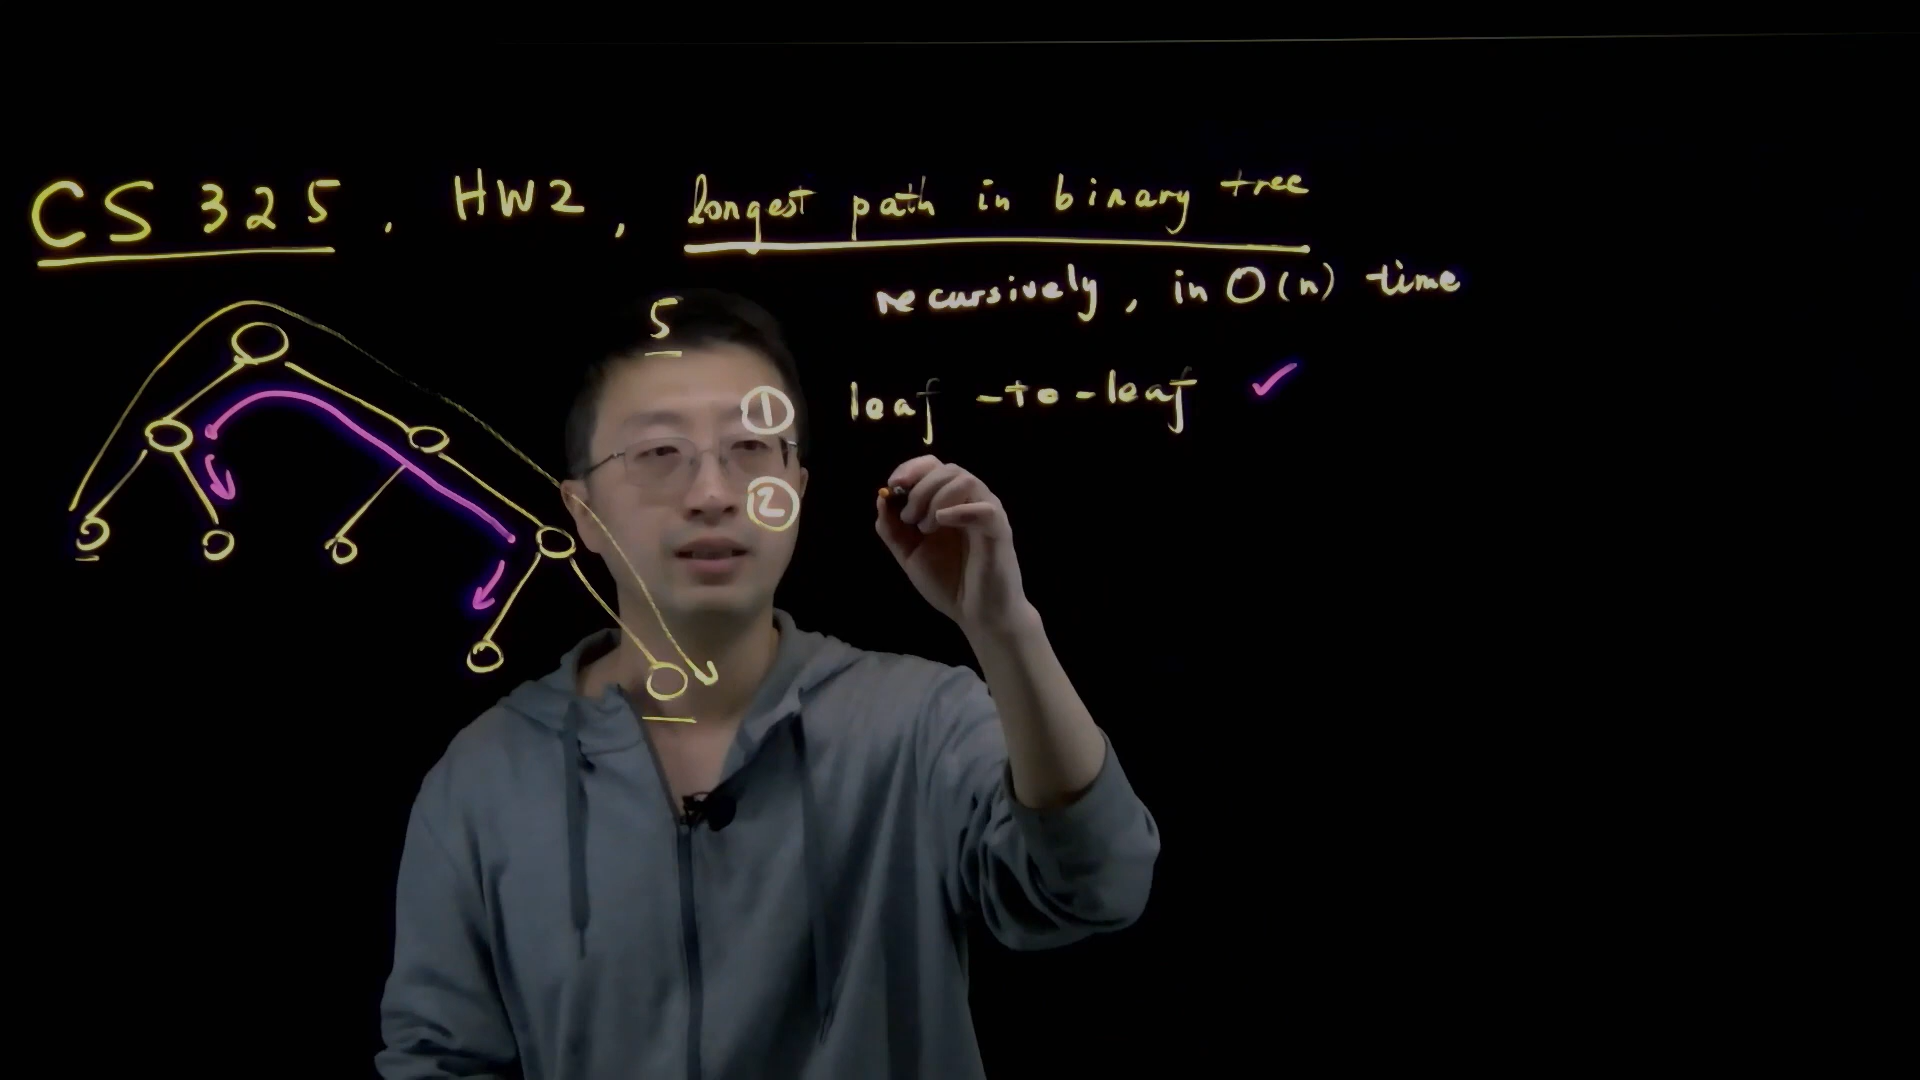 CS 325 . HW2 , longest path in binary tree
recursively , in O(n) time
5
① leaf -to-leaf ✓
②